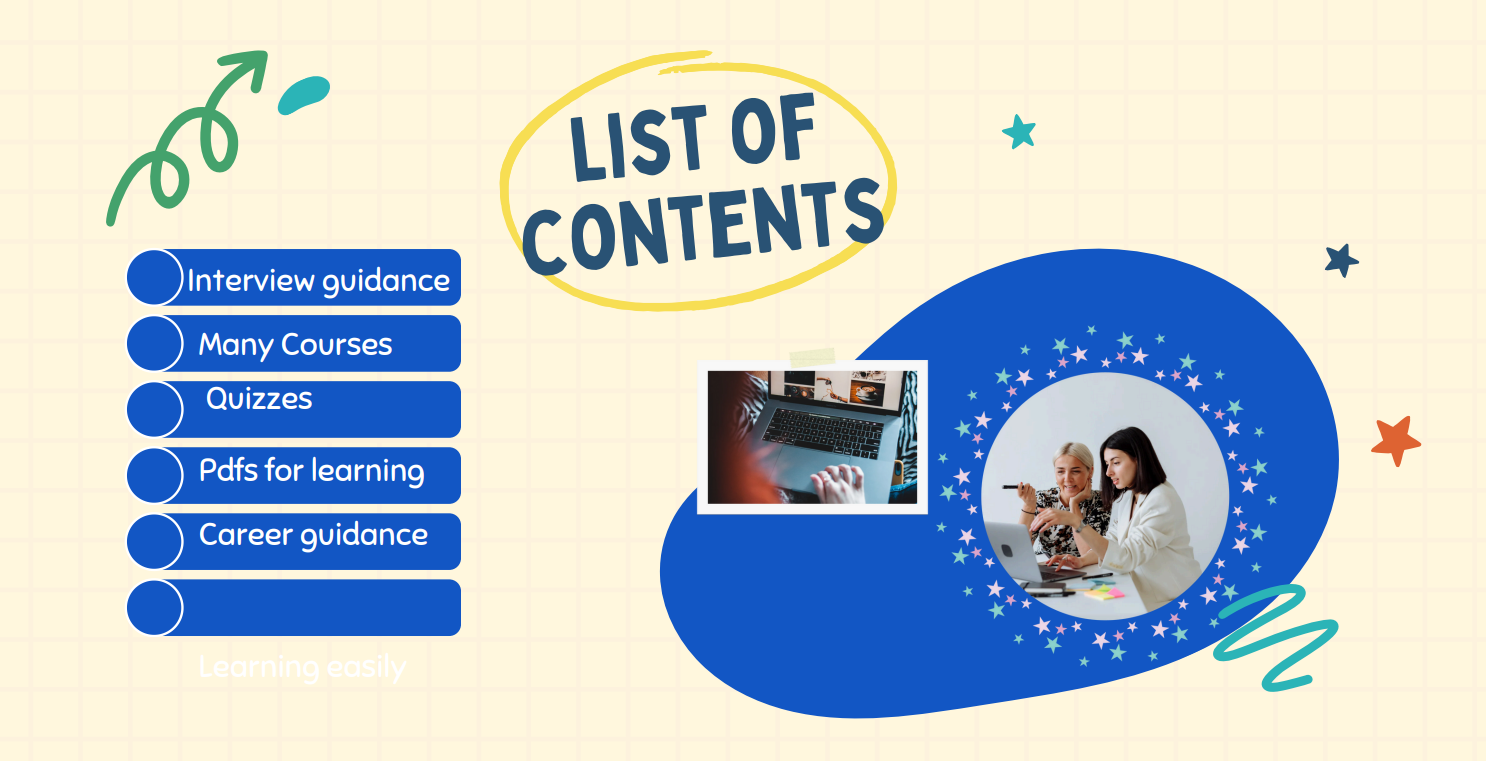 LIST OF
CONTENTS
Interview guidance
Many Courses
Quizzes
Pdfs for learning
Career guidance
Learning easily